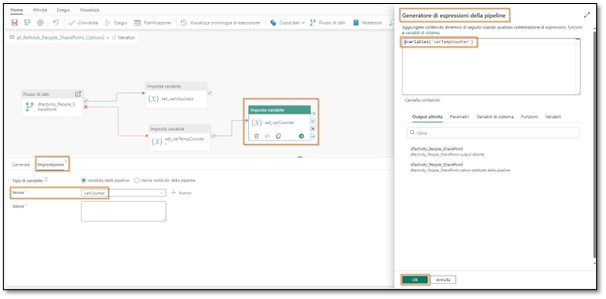 Home Attività Esegui Visualizza
Convalida Esegui Pianificazione Visualizza cronologia di esecuzione Copia dati Flusso di dati Notebook
pl_Refresh_People_SharePoint_Option2 > Iterator
Flusso di dati
dfactivity_People_SharePoint
Imposta variabile
set_varIsSuccess
Imposta variabile
set_varTempCounter
Imposta variabile
set_varCounter
Generale Impostazioni
Tipo di variabile
Variabile della pipeline
Valore restituito della pipeline
Nome *
varCounter
Nuovo
Valore *
Generatore di espressioni della pipeline
Aggiungere contenuto dinamico di seguito usando qualsiasi combinazione di espressioni, funzioni e variabili di sistema.
@variables('varTempCounter')
Cancella contenuto
Output attività Parametri Variabili di sistema Funzioni Variabili
Cerca
dfactivity_People_SharePoint
dfactivity_People_SharePoint output attività
dfactivity_People_SharePoint
dfactivity_People_SharePoint valore restituito della pipeline
OK
Annulla